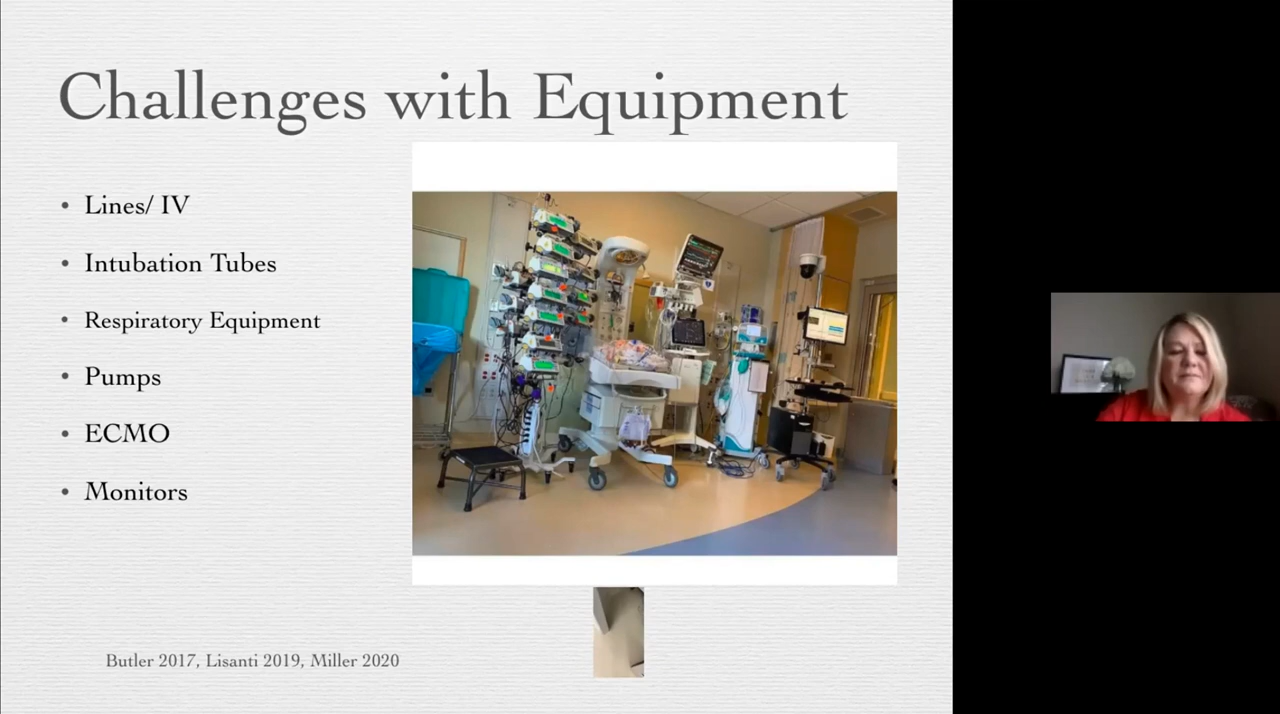 Challenges with Equipment
• Lines/ IV
• Intubation Tubes
• Respiratory Equipment
• Pumps
• ECMO
• Monitors
Butler 2017, Lisanti 2019, Miller 2020